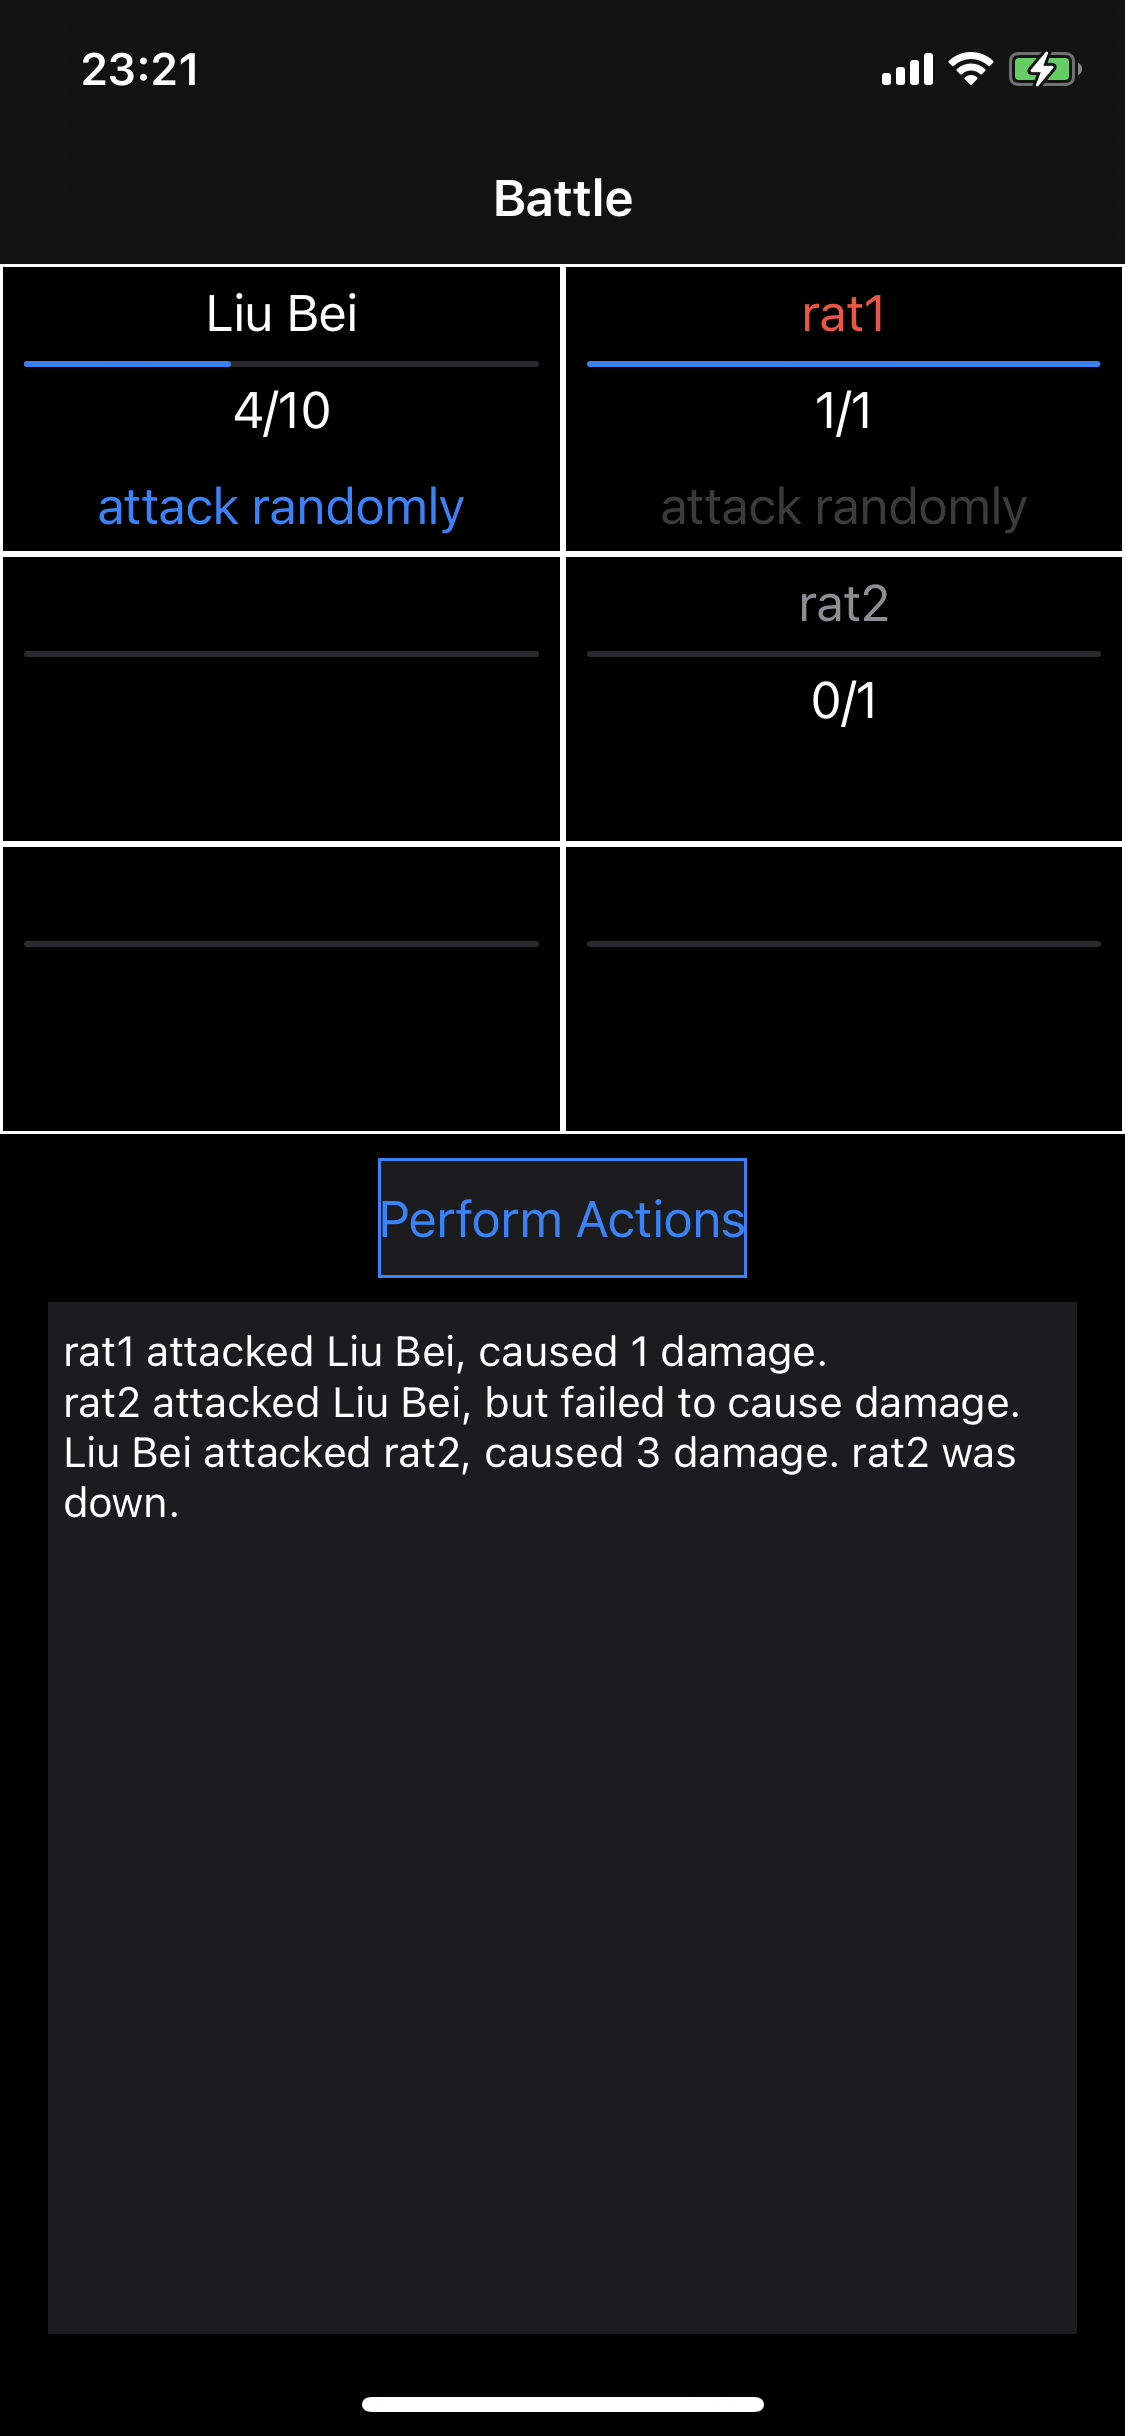 23:21
Battle
Liu Bei
rat1
4/10
1/1
attack randomly
attack randomly
rat2
0/1
Perform Actions
rat1 attacked Liu Bei, caused 1 damage.
rat2 attacked Liu Bei, but failed to cause damage.
Liu Bei attacked rat2, caused 3 damage. rat2 was
down.